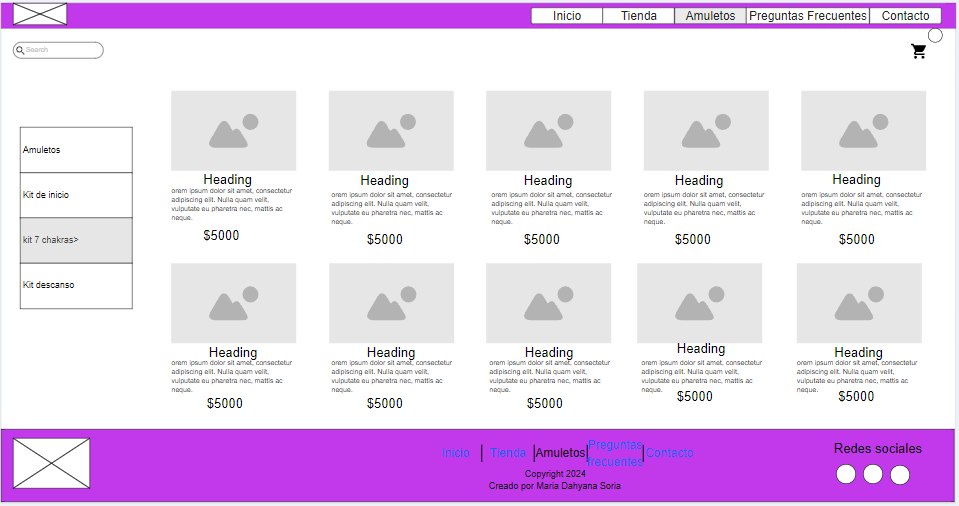 Inicio
Tienda
Amuletos
Preguntas Frecuentes
Contacto
Search
Amuletos
Kit de inicio
kit 7 chakras>
Kit descanso
Heading
orem ipsum dolor sit amet, consectetur
adipiscing elit. Nulla quam velit,
vulputate eu pharetra nec, mattis ac
neque.
$5000
Heading
orem ipsum dolor sit amet, consectetur
adipiscing elit. Nulla quam velit,
vulputate eu pharetra nec, mattis ac
neque.
$5000
Heading
orem ipsum dolor sit amet, consectetur
adipiscing elit. Nulla quam velit,
vulputate eu pharetra nec, mattis ac
neque.
$5000
Heading
orem ipsum dolor sit amet, consectetur
adipiscing elit. Nulla quam velit,
vulputate eu pharetra nec, mattis ac
neque.
$5000
Heading
orem ipsum dolor sit amet, consectetur
adipiscing elit. Nulla quam velit,
vulputate eu pharetra nec, mattis ac
neque.
$5000
Heading
orem ipsum dolor sit amet, consectetur
adipiscing elit. Nulla quam velit,
vulputate eu pharetra nec, mattis ac
neque.
$5000
Heading
orem ipsum dolor sit amet, consectetur
adipiscing elit. Nulla quam velit,
vulputate eu pharetra nec, mattis ac
neque.
$5000
Heading
orem ipsum dolor sit amet, consectetur
adipiscing elit. Nulla quam velit,
vulputate eu pharetra nec, mattis ac
neque.
$5000
Heading
orem ipsum dolor sit amet, consectetur
adipiscing elit. Nulla quam velit,
vulputate eu pharetra nec, mattis ac
neque.
$5000
Heading
orem ipsum dolor sit amet, consectetur
adipiscing elit. Nulla quam velit,
vulputate eu pharetra nec, mattis ac
neque.
$5000
Inicio
Tienda
Amuletos
Preguntas
frecuentes
Contacto
Copyright 2024
Creado por Maria Dahyana Soria
Redes sociales